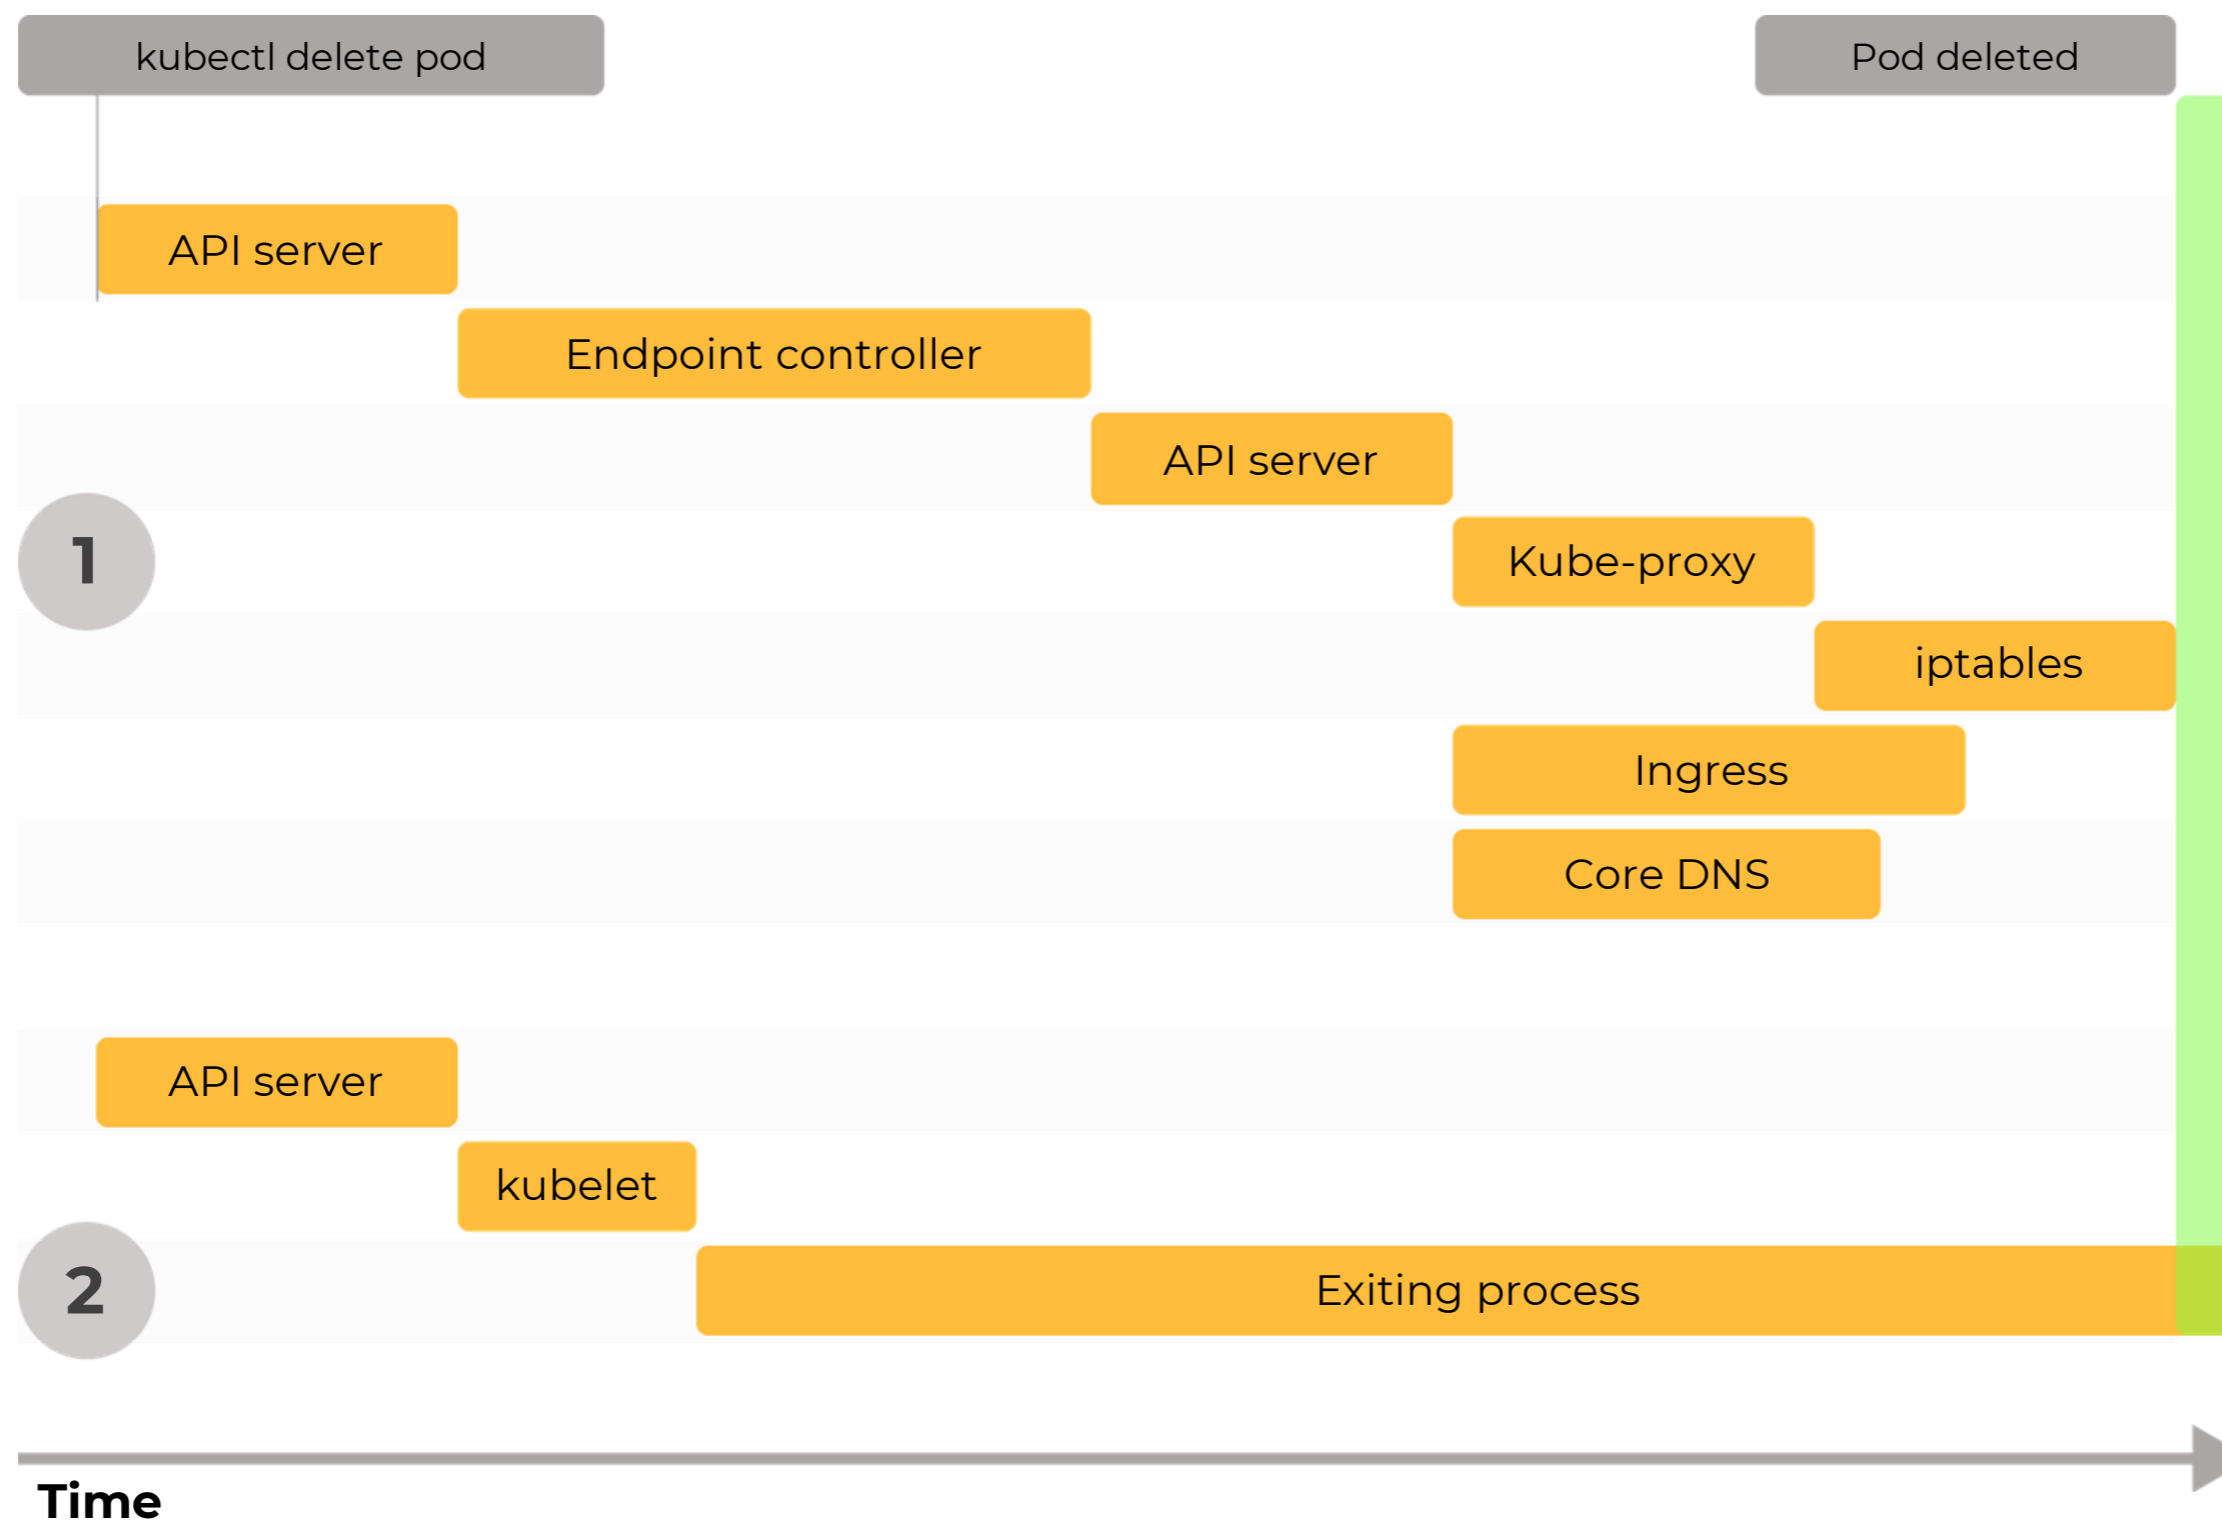 kubectl delete pod
Pod deleted
API server
Endpoint controller
API server
1
Kube-proxy
iptables
Ingress
Core DNS
API server
kubelet
2
Exiting process
Time